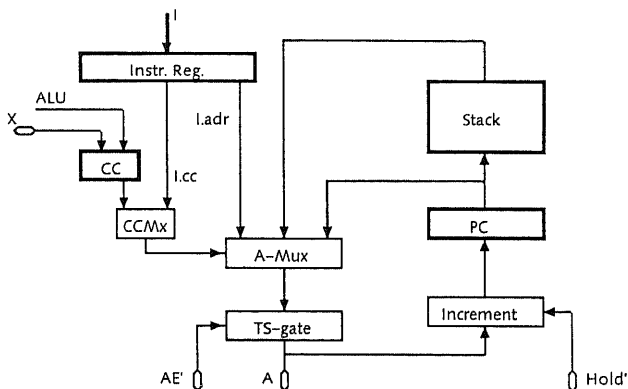 I
Instr. Reg.
ALU
X
I.adr
Stack
CC
I.cc
CCMx
PC
A-Mux
TS-gate
Increment
AE'
A
Hold'